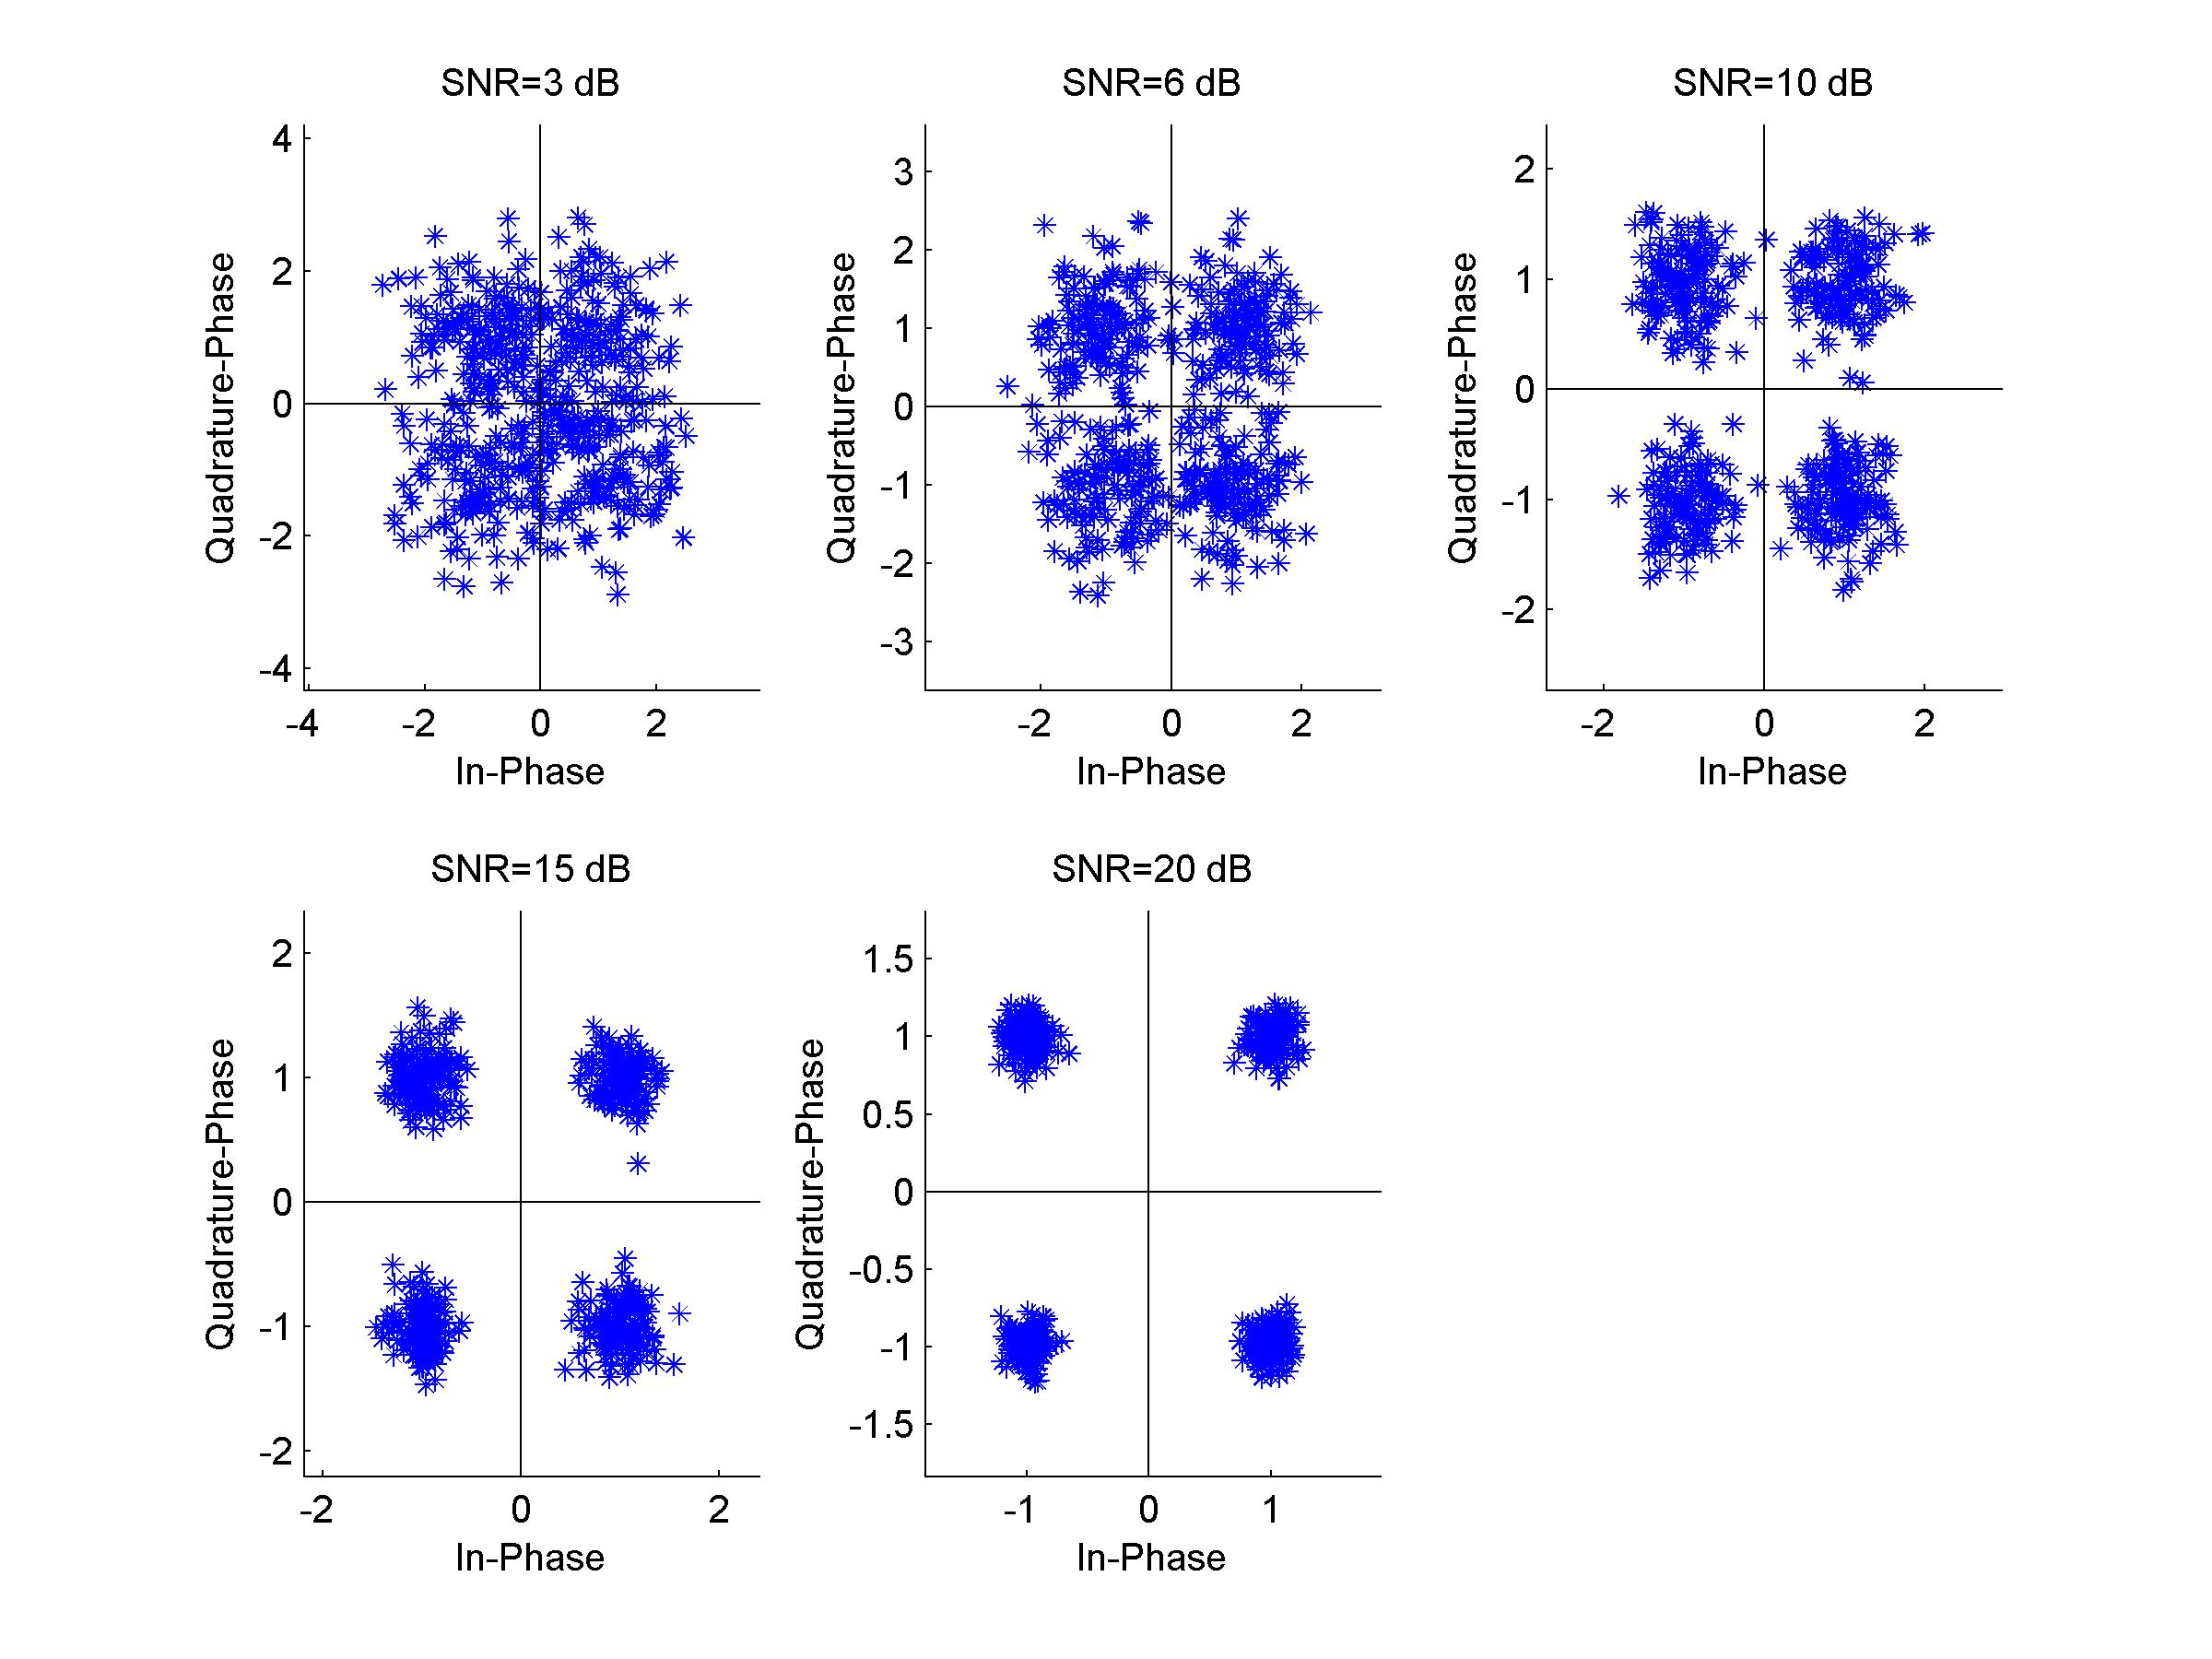 SNR=3 dB
4
2
0
-2
-4
Quadrature-Phase
-4 -2 0 2
In-Phase
SNR=6 dB
3
2
1
0
-1
-2
-3
Quadrature-Phase
-2 0 2
In-Phase
SNR=10 dB
2
1
0
-1
-2
Quadrature-Phase
-2 0 2
In-Phase
SNR=15 dB
2
1
0
-1
-2
Quadrature-Phase
-2 0 2
In-Phase
SNR=20 dB
1.5
1
0.5
0
-0.5
-1
-1.5
Quadrature-Phase
-1 0 1
In-Phase